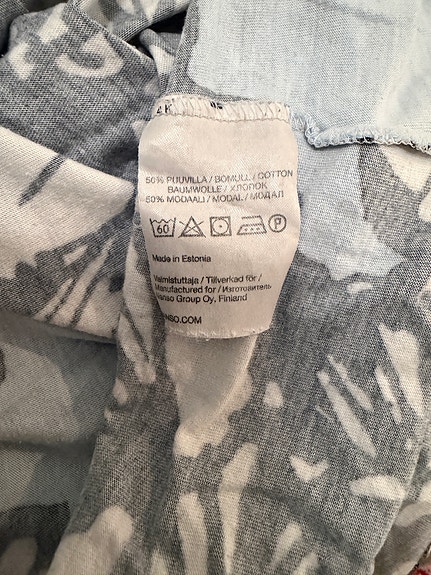 50% PUUVILLA / BOMULL / COTTON
BAUMWOLLE / ХЛОПОК
50% MODAALI / MODAL / МОДАЛ
60 P
Made in Estonia
Valmistuttaja / Tillverkad för /
Manufactured for / Изготовитель
Nanso Group Oy, Finland
NSO.COM